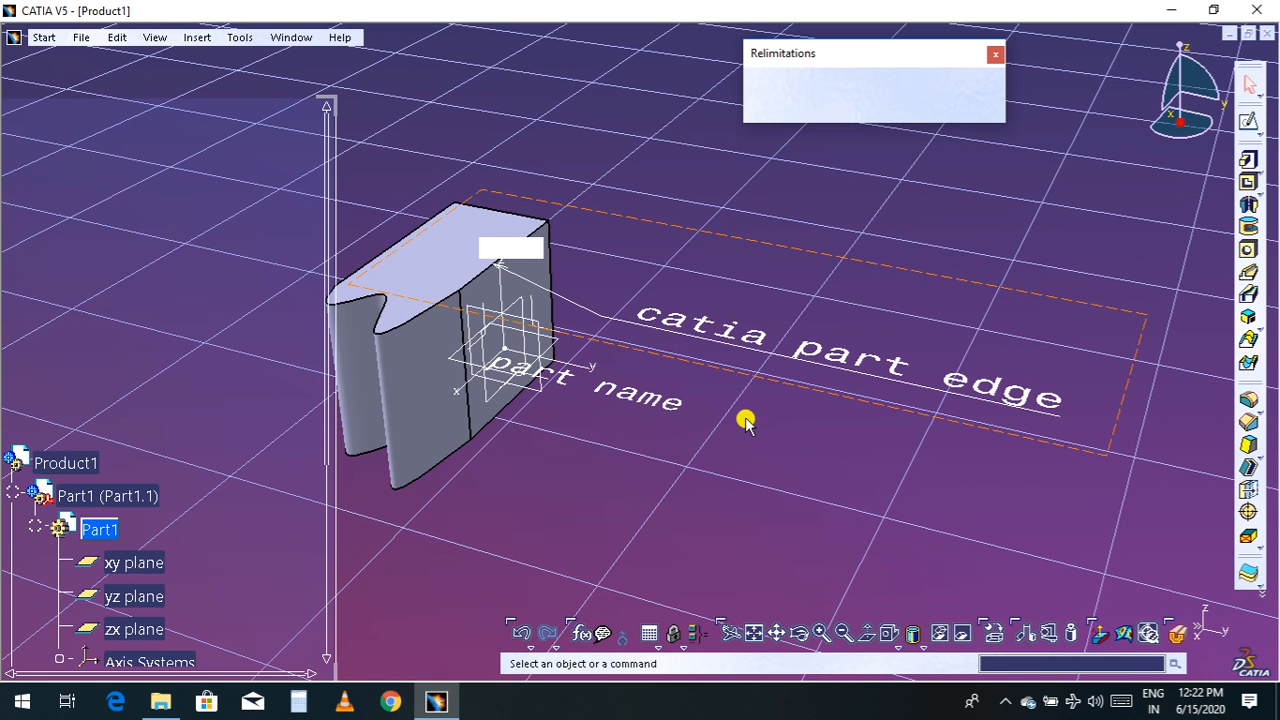 CATIA V5 - [Product1]
Start File Edit View Insert Tools Window Help
Relimitations
z
y
x
catia part edge
part name
y
x
Product1
Part1 (Part1.1)
Part1
xy plane
yz plane
zx plane
Axis Systems
f(x)
z
y
x
Select an object or a command
DS CATIA
ENG
IN
12:22 PM
6/15/2020